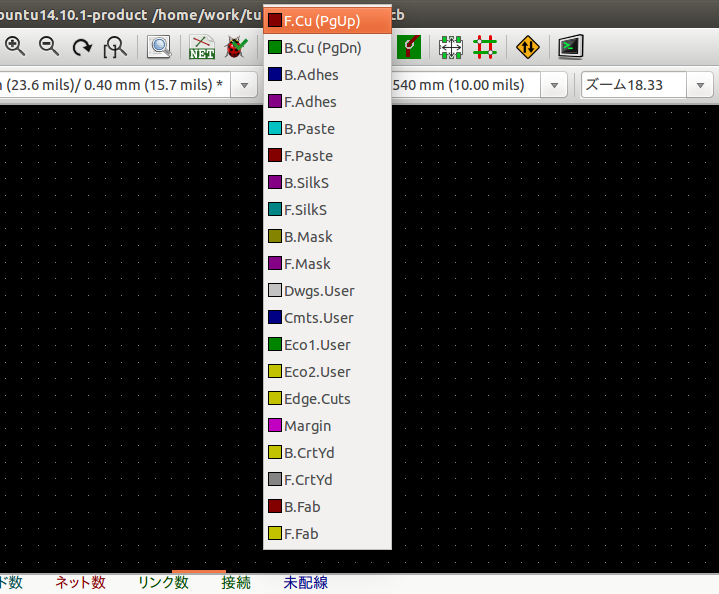 buntu14.10.1-product /home/work/tu
cb
F.Cu (PgUp)
B.Cu (PgDn)
B.Adhes
F.Adhes
B.Paste
F.Paste
B.SilkS
F.SilkS
B.Mask
F.Mask
Dwgs.User
Cmts.User
Eco1.User
Eco2.User
Edge.Cuts
Margin
B.CrtYd
F.CrtYd
B.Fab
F.Fab
NET
(23.6 mils)/ 0.40 mm (15.7 mils) *
540 mm (10.00 mils)
ズーム18.33
ド数 ネット数 リンク数 接続 未配線